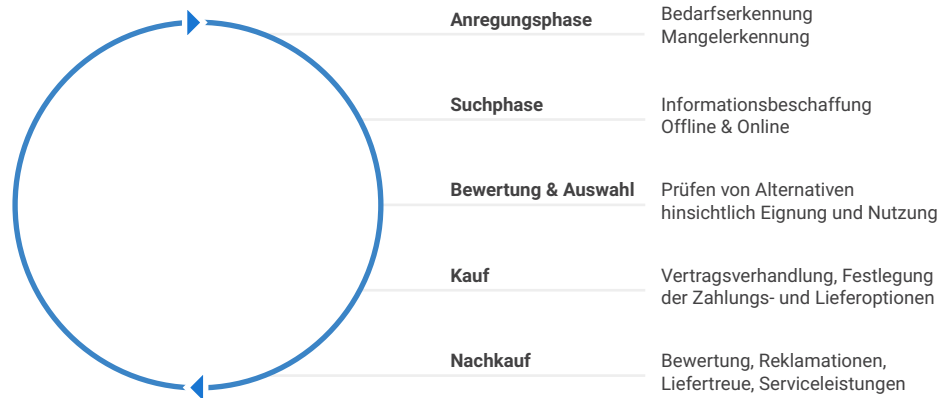 Anregungsphase
Bedarfserkennung
Mangelerkennung
Suchphase
Informationsbeschaffung
Offline & Online
Bewertung & Auswahl
Prüfen von Alternativen
hinsichtlich Eignung und Nutzung
Kauf
Vertragsverhandlung, Festlegung
der Zahlungs- und Lieferoptionen
Nachkauf
Bewertung, Reklamationen,
Liefertreue, Serviceleistungen